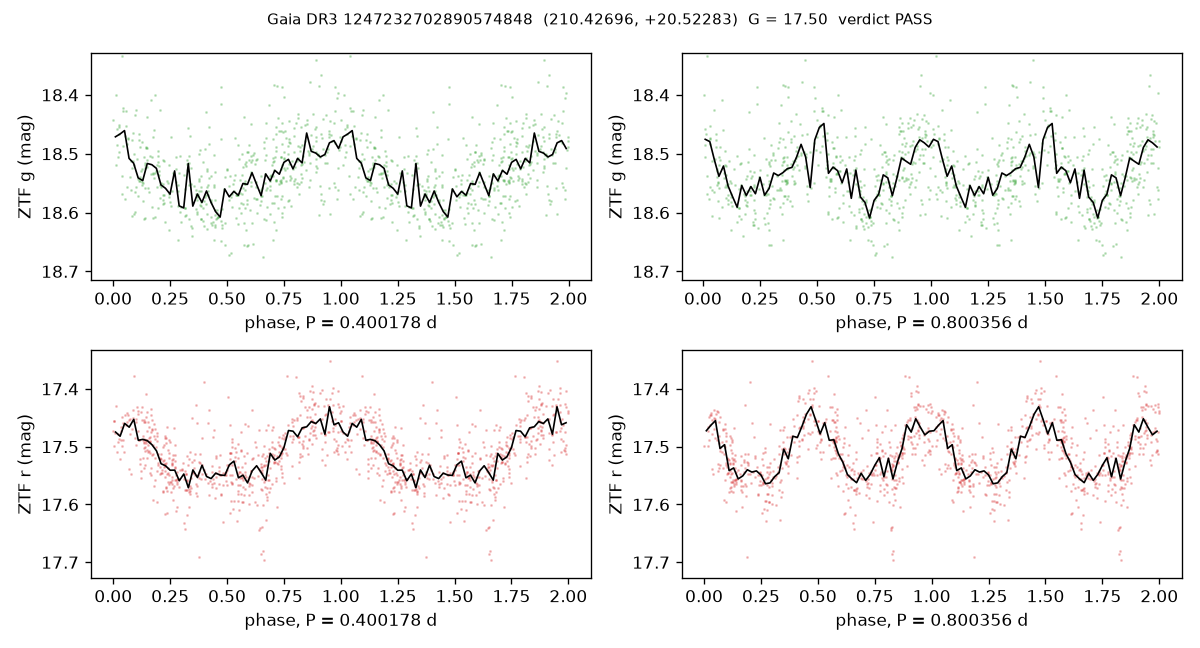 Gaia DR3 1247232702890574848 (210.42696, +20.52283) G = 17.50 verdict PASS
ZTF g (mag)
18.4
18.5
18.6
18.7
0.00 0.25 0.50 0.75 1.00 1.25 1.50 1.75 2.00
phase, P = 0.400178 d
ZTF g (mag)
18.4
18.5
18.6
18.7
0.00 0.25 0.50 0.75 1.00 1.25 1.50 1.75 2.00
phase, P = 0.800356 d
ZTF r (mag)
17.4
17.5
17.6
17.7
0.00 0.25 0.50 0.75 1.00 1.25 1.50 1.75 2.00
phase, P = 0.400178 d
ZTF r (mag)
17.4
17.5
17.6
17.7
0.00 0.25 0.50 0.75 1.00 1.25 1.50 1.75 2.00
phase, P = 0.800356 d